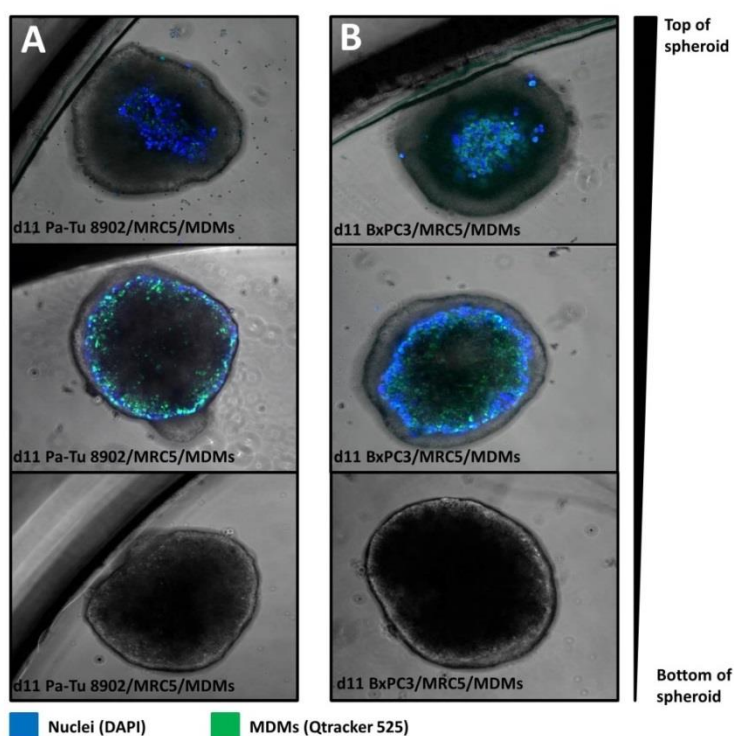 A
B
Top of
spheroid
d11 Pa-Tu 8902/MRC5/MDMs
d11 BxPC3/MRC5/MDMs
d11 Pa-Tu 8902/MRC5/MDMs
d11 BxPC3/MRC5/MDMs
d11 Pa-Tu 8902/MRC5/MDMs
d11 BxPC3/MRC5/MDMs
Bottom of
spheroid
Nuclei (DAPI)
MDMs (Qtracker 525)